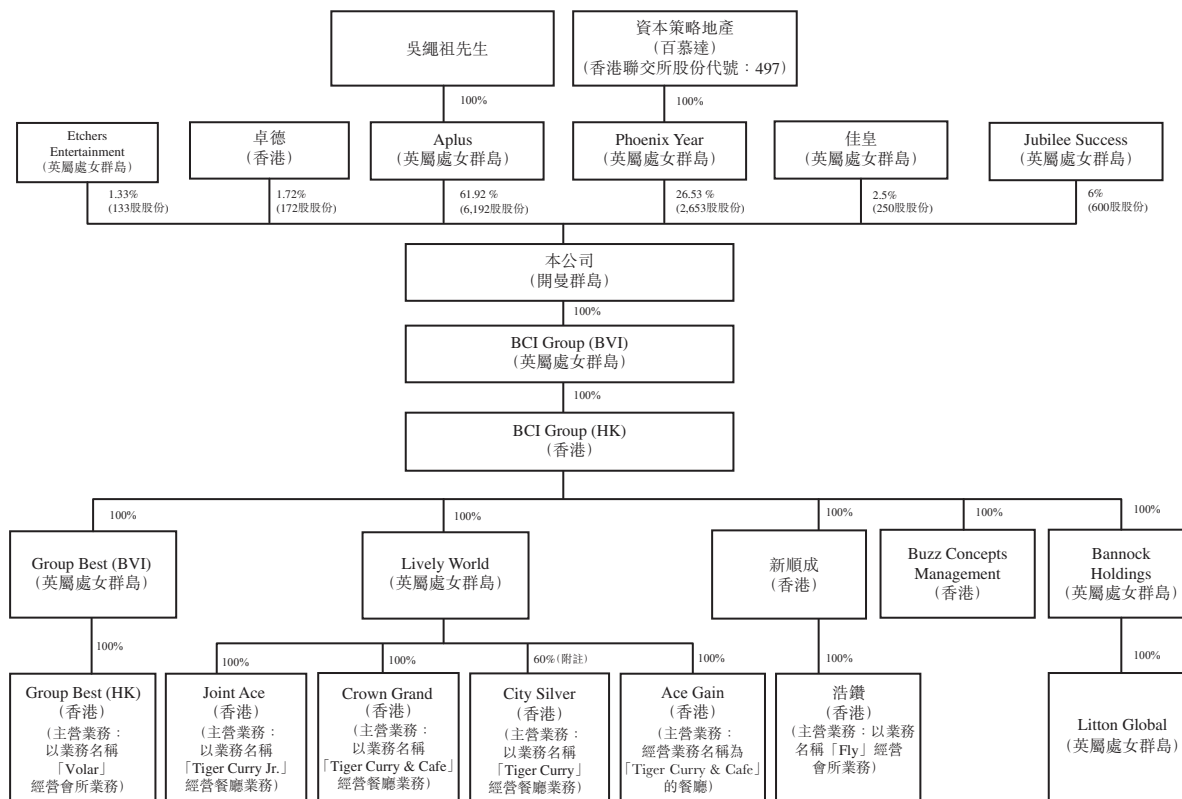 吳繩祖先生
資本策略地產
(百慕達)
(香港聯交所股份代號：497)
100%
100%
Etchers
Entertainment
(英屬處女群島)
卓德
(香港)
Aplus
(英屬處女群島)
Phoenix Year
(英屬處女群島)
佳皇
(英屬處女群島)
Jubilee Success
(英屬處女群島)
1.33%
(133股股份)
1.72%
(172股股份)
61.92 %
(6,192股股份)
26.53 %
(2,653股股份)
2.5%
(250股股份)
6%
(600股股份)
本公司
(開曼群島)
100%
BCI Group (BVI)
(英屬處女群島)
100%
BCI Group (HK)
(香港)
100%
100%
100%
100%
100%
Group Best (BVI)
(英屬處女群島)
Lively World
(英屬處女群島)
新順成
(香港)
Buzz Concepts
Management
(香港)
Bannock
Holdings
(英屬處女群島)
100%
100%
100%
60%(附註)
100%
100%
100%
Group Best (HK)
(香港)
(主營業務：
以業務名稱
「Volar」
經營會所業務)
Joint Ace
(香港)
(主營業務：
以業務名稱
「Tiger Curry Jr.」
經營餐廳業務)
Crown Grand
(香港)
(主營業務：
以業務名稱
「Tiger Curry & Cafe」
經營餐廳業務)
City Silver
(香港)
(主營業務：
以業務名稱
「Tiger Curry」
經營餐廳業務)
Ace Gain
(香港)
(主營業務：
經營業務名稱為
「Tiger Curry & Cafe」
的餐廳)
浩鑽
(香港)
(主營業務：以業務
名稱「Fly」經營
會所業務)
Litton Global
(英屬處女群島)